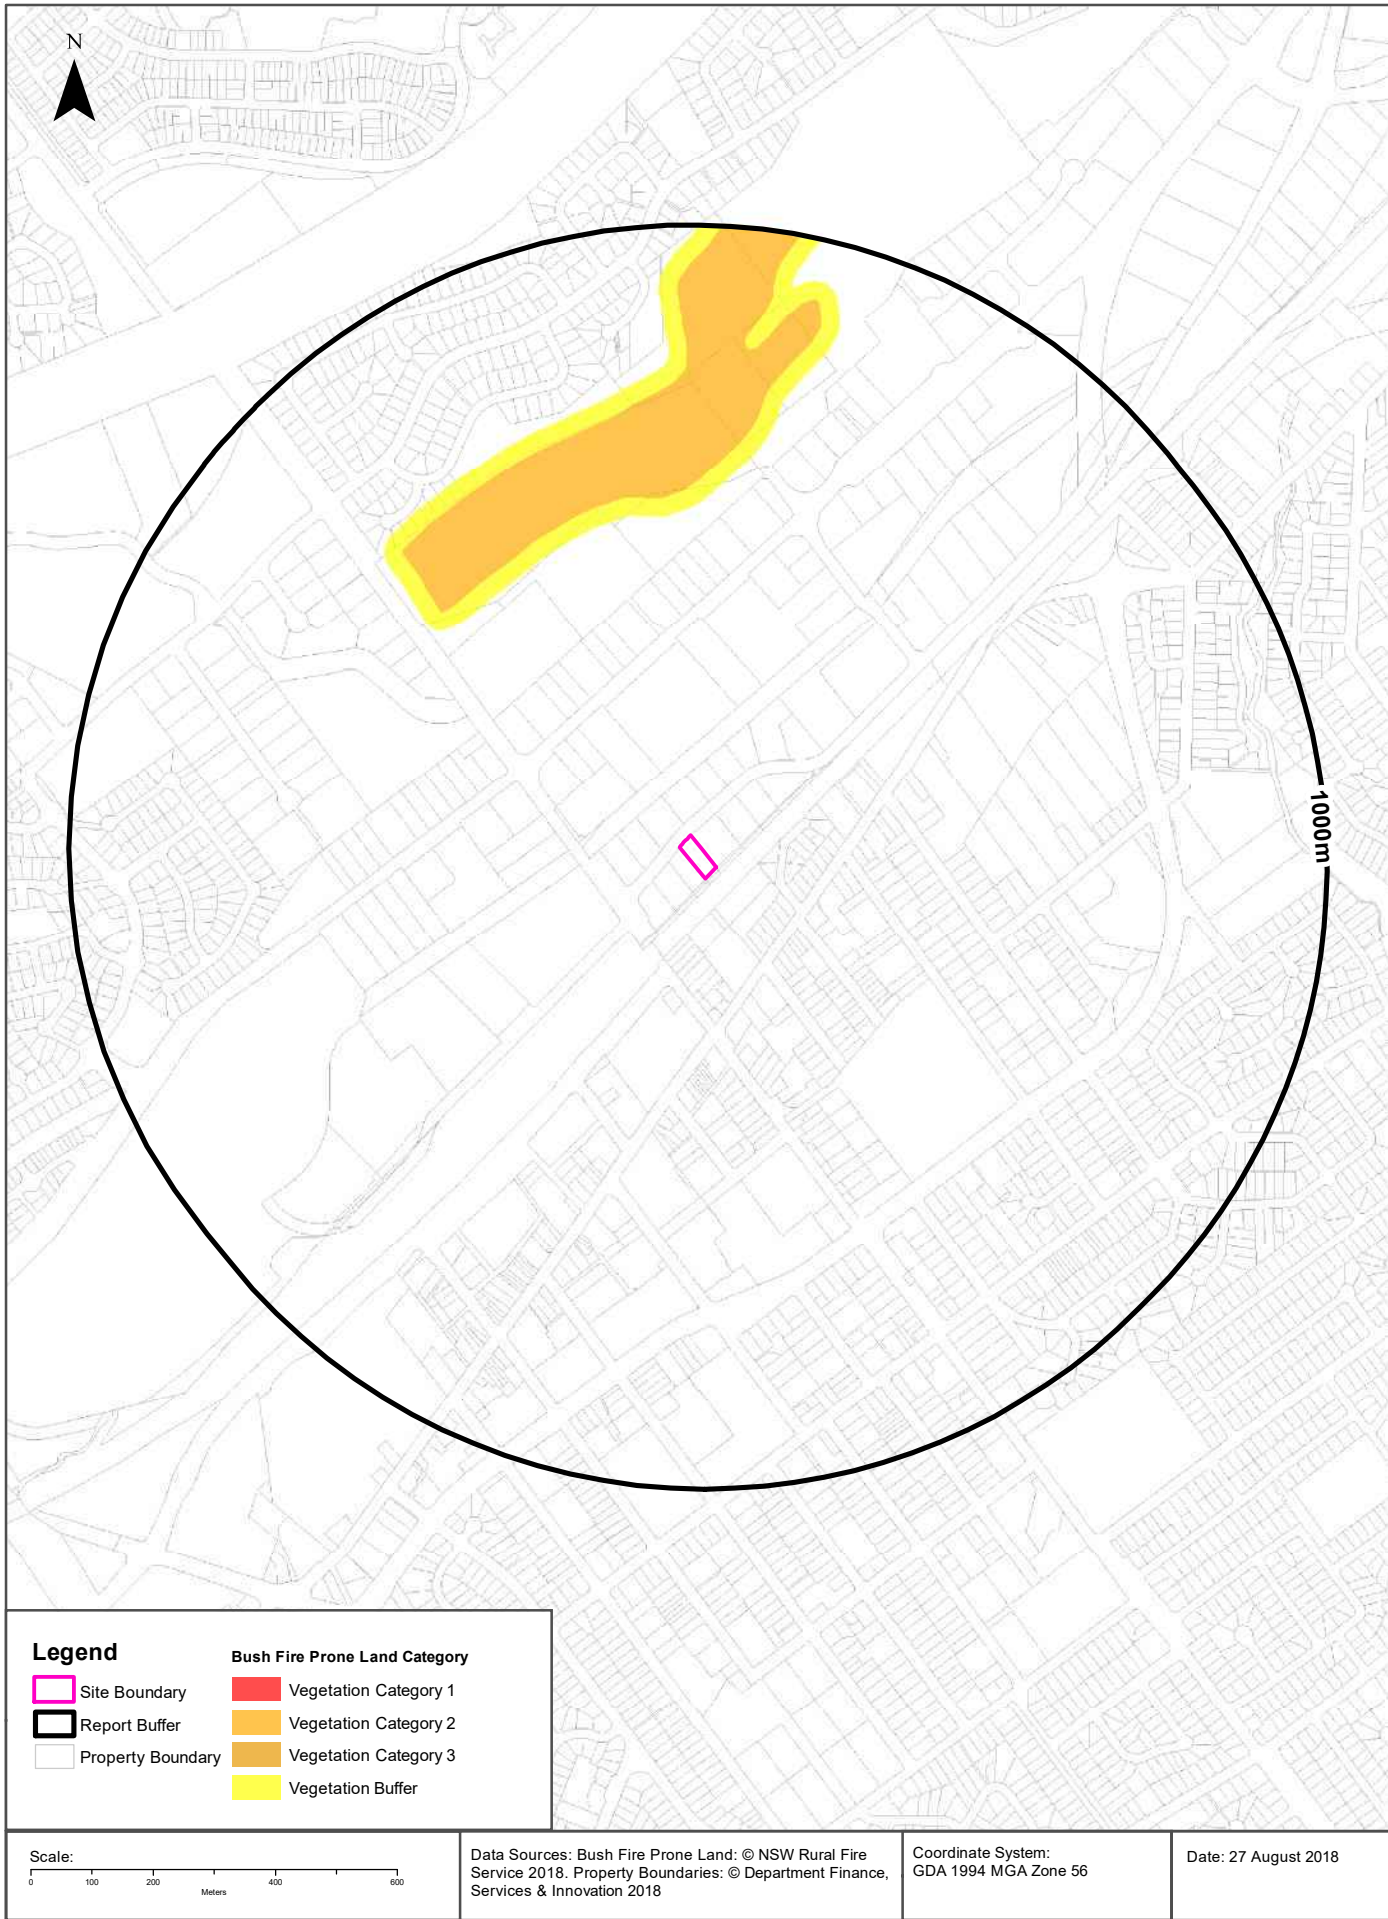 N
1000m
Legend
Site Boundary
Report Buffer
Property Boundary
Bush Fire Prone Land Category
Vegetation Category 1
Vegetation Category 2
Vegetation Category 3
Vegetation Buffer
Scale:
0 100 200 400 600
Meters
Data Sources: Bush Fire Prone Land: © NSW Rural Fire
Service 2018. Property Boundaries: © Department Finance,
Services & Innovation 2018
Coordinate System:
GDA 1994 MGA Zone 56
Date: 27 August 2018